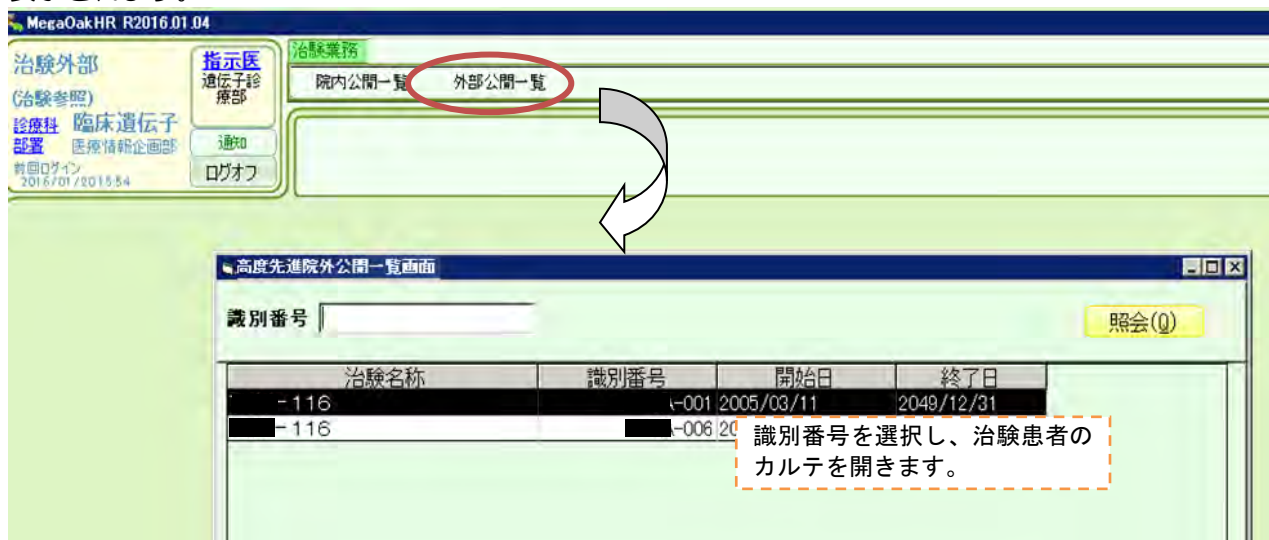 MegaOakHR R2016.01.04
治験外部
(治験参照)
診療科 臨床遺伝子
部署 医療情報企画部
前回ログイン
2016/01/2015:54
指示医
遺伝子診
療部
通知
ログオフ
治験業務
院内公開一覧 外部公開一覧
高度先進院外公開一覧画面
識別番号
照会(Q)
治験名称 識別番号 開始日 終了日
-116 -001 2005/03/11 2049/12/31
-116 -006 20
識別番号を選択し、治験患者の
カルテを開きます。